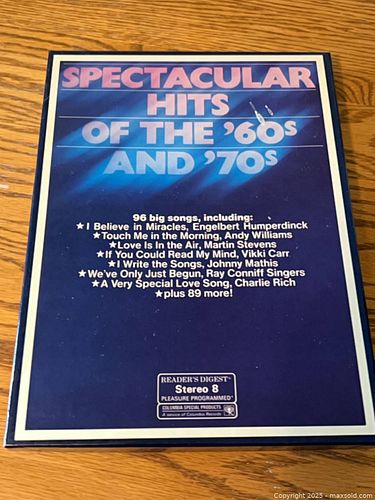 SPECTACULAR
HITS
OF THE '60s
AND '70s
96 big songs, including:
★I Believe in Miracles, Engelbert Humperdinck
★Touch Me in the Morning, Andy Williams
★Love Is In the Air, Martin Stevens
★If You Could Read My Mind, Vikki Carr
★I Write the Songs, Johnny Mathis
★We've Only Just Begun, Ray Conniff Singers
★A Very Special Love Song, Charlie Rich
★plus 89 more!
READER'S DIGEST™
Stereo 8
PLEASURE PROGRAMMED®
COLUMBIA SPECIAL PRODUCTS
A service of Columbia Records
Copyright 2025 - maxsold.com